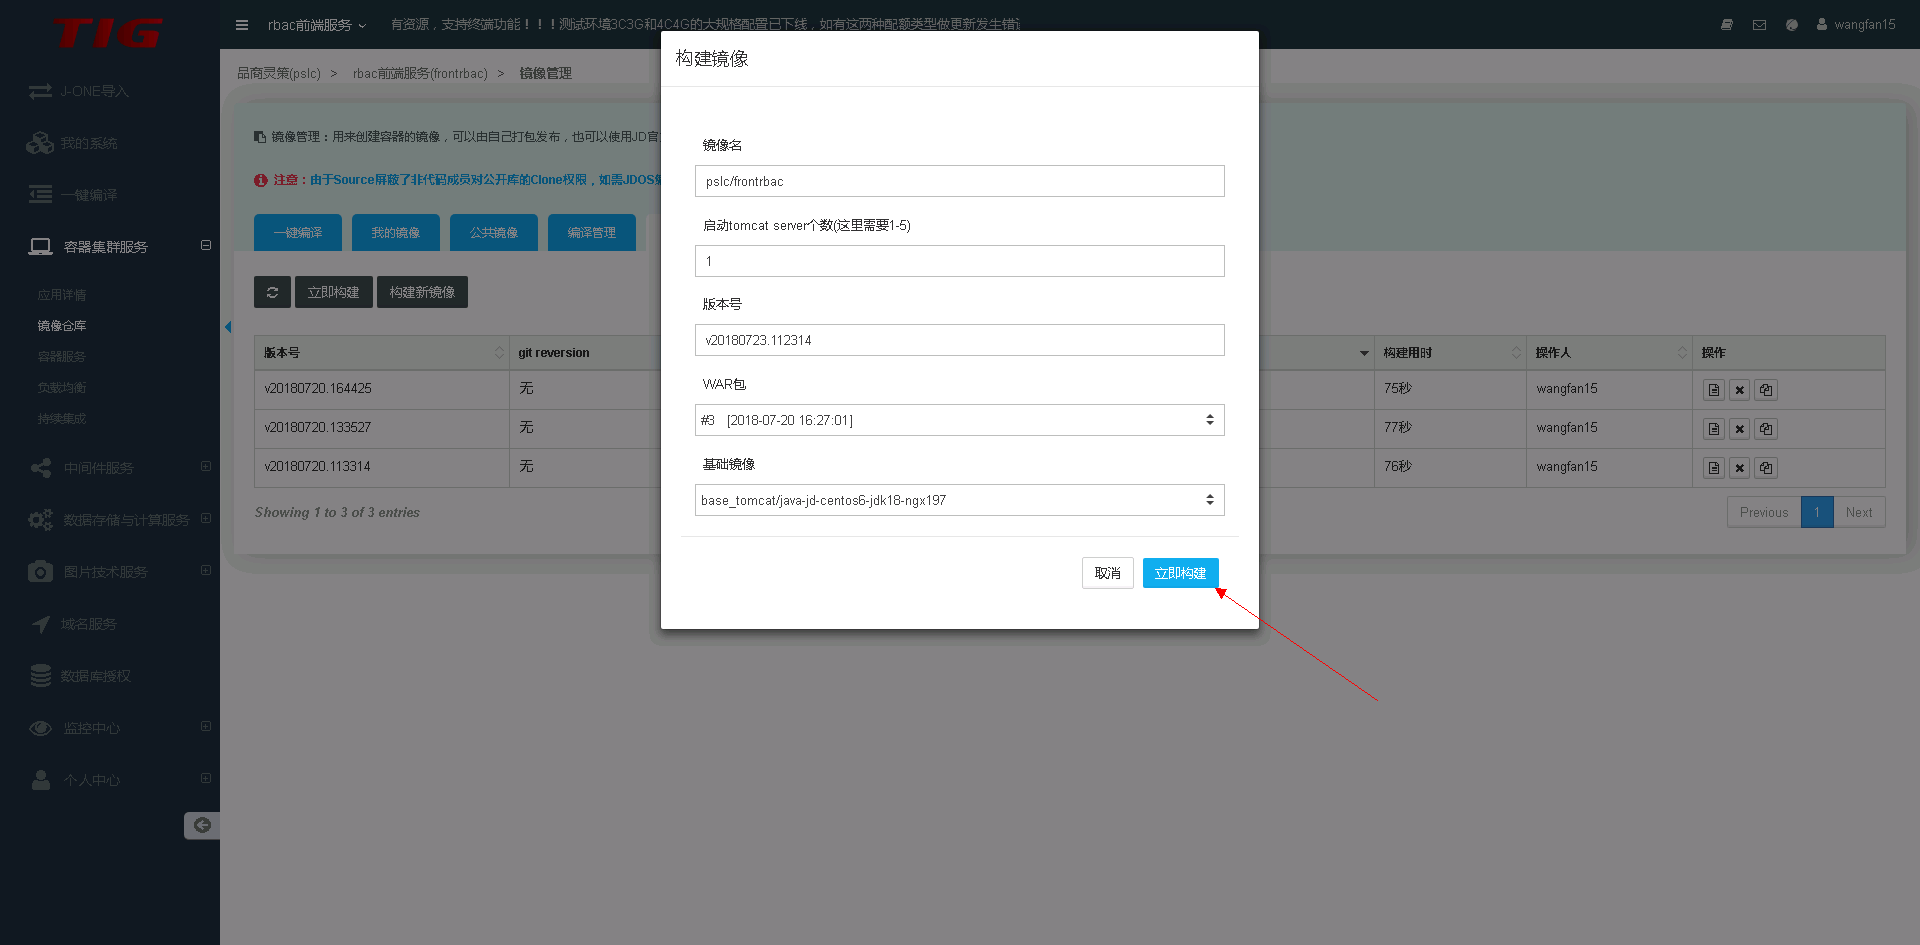 TIG
rbac前端服务
有资源，支持终端功能！！！测试环境3C3G和4C4G的大规格配置已下线，如有这两种配额类型做更新发生错
wangfan15
J-ONE导入
我的系统
一键编译
容器集群服务
应用详情
镜像仓库
容器服务
负载均衡
持续集成
中间件服务
数据存储与计算服务
图片技术服务
域名服务
数据库授权
监控中心
个人中心
品商灵策(pslc) > rbac前端服务(frontrbac) > 镜像管理
镜像管理：用来创建容器的镜像，可以由自己打包发布，也可以使用JD官
注意：由于Source屏蔽了非代码成员对公开库的Clone权限，如需JDOS
一键编译 我的镜像 公共镜像 编译管理
立即构建 构建新镜像
版本号 git reversion 构建用时 操作人 操作
v20180720.164425 无 75秒 wangfan15
v20180720.133527 无 77秒 wangfan15
v20180720.113314 无 76秒 wangfan15
Showing 1 to 3 of 3 entries
Previous 1 Next
构建镜像
镜像名
pslc/frontrbac
启动tomcat server个数(这里需要1-5)
1
版本号
v20180723.112314
WAR包
#3 [2018-07-20 16:27:01]
基础镜像
base_tomcat/java-jd-centos6-jdk18-ngx197
取消 立即构建